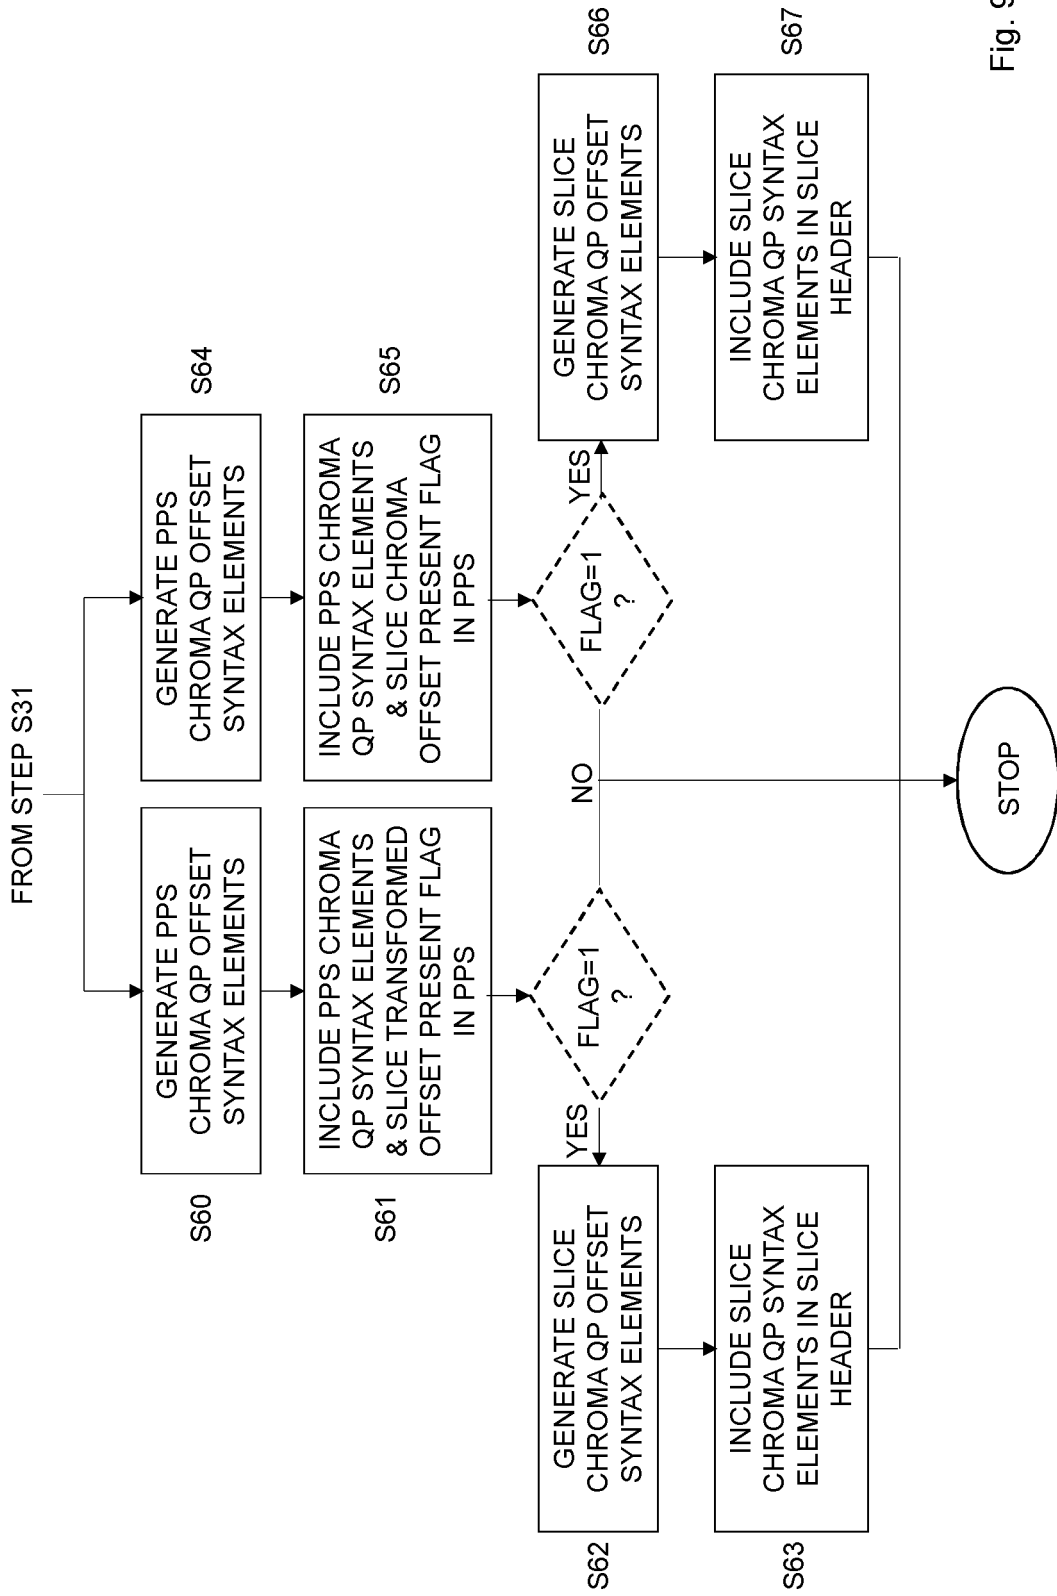 FROM STEP S31
S60
GENERATE PPS
CHROMA QP OFFSET
SYNTAX ELEMENTS
GENERATE PPS
CHROMA QP OFFSET
SYNTAX ELEMENTS
S64
S61
INCLUDE PPS CHROMA
QP SYNTAX ELEMENTS
& SLICE TRANSFORMED
OFFSET PRESENT FLAG
IN PPS
INCLUDE PPS CHROMA
QP SYNTAX ELEMENTS
& SLICE CHROMA
OFFSET PRESENT FLAG
IN PPS
S65
YES
FLAG=1
?
NO
FLAG=1
?
YES
S62
GENERATE SLICE
CHROMA QP OFFSET
SYNTAX ELEMENTS
GENERATE SLICE
CHROMA QP OFFSET
SYNTAX ELEMENTS
S66
S63
INCLUDE SLICE
CHROMA QP SYNTAX
ELEMENTS IN SLICE
HEADER
INCLUDE SLICE
CHROMA QP SYNTAX
ELEMENTS IN SLICE
HEADER
S67
STOP
Fig. 9